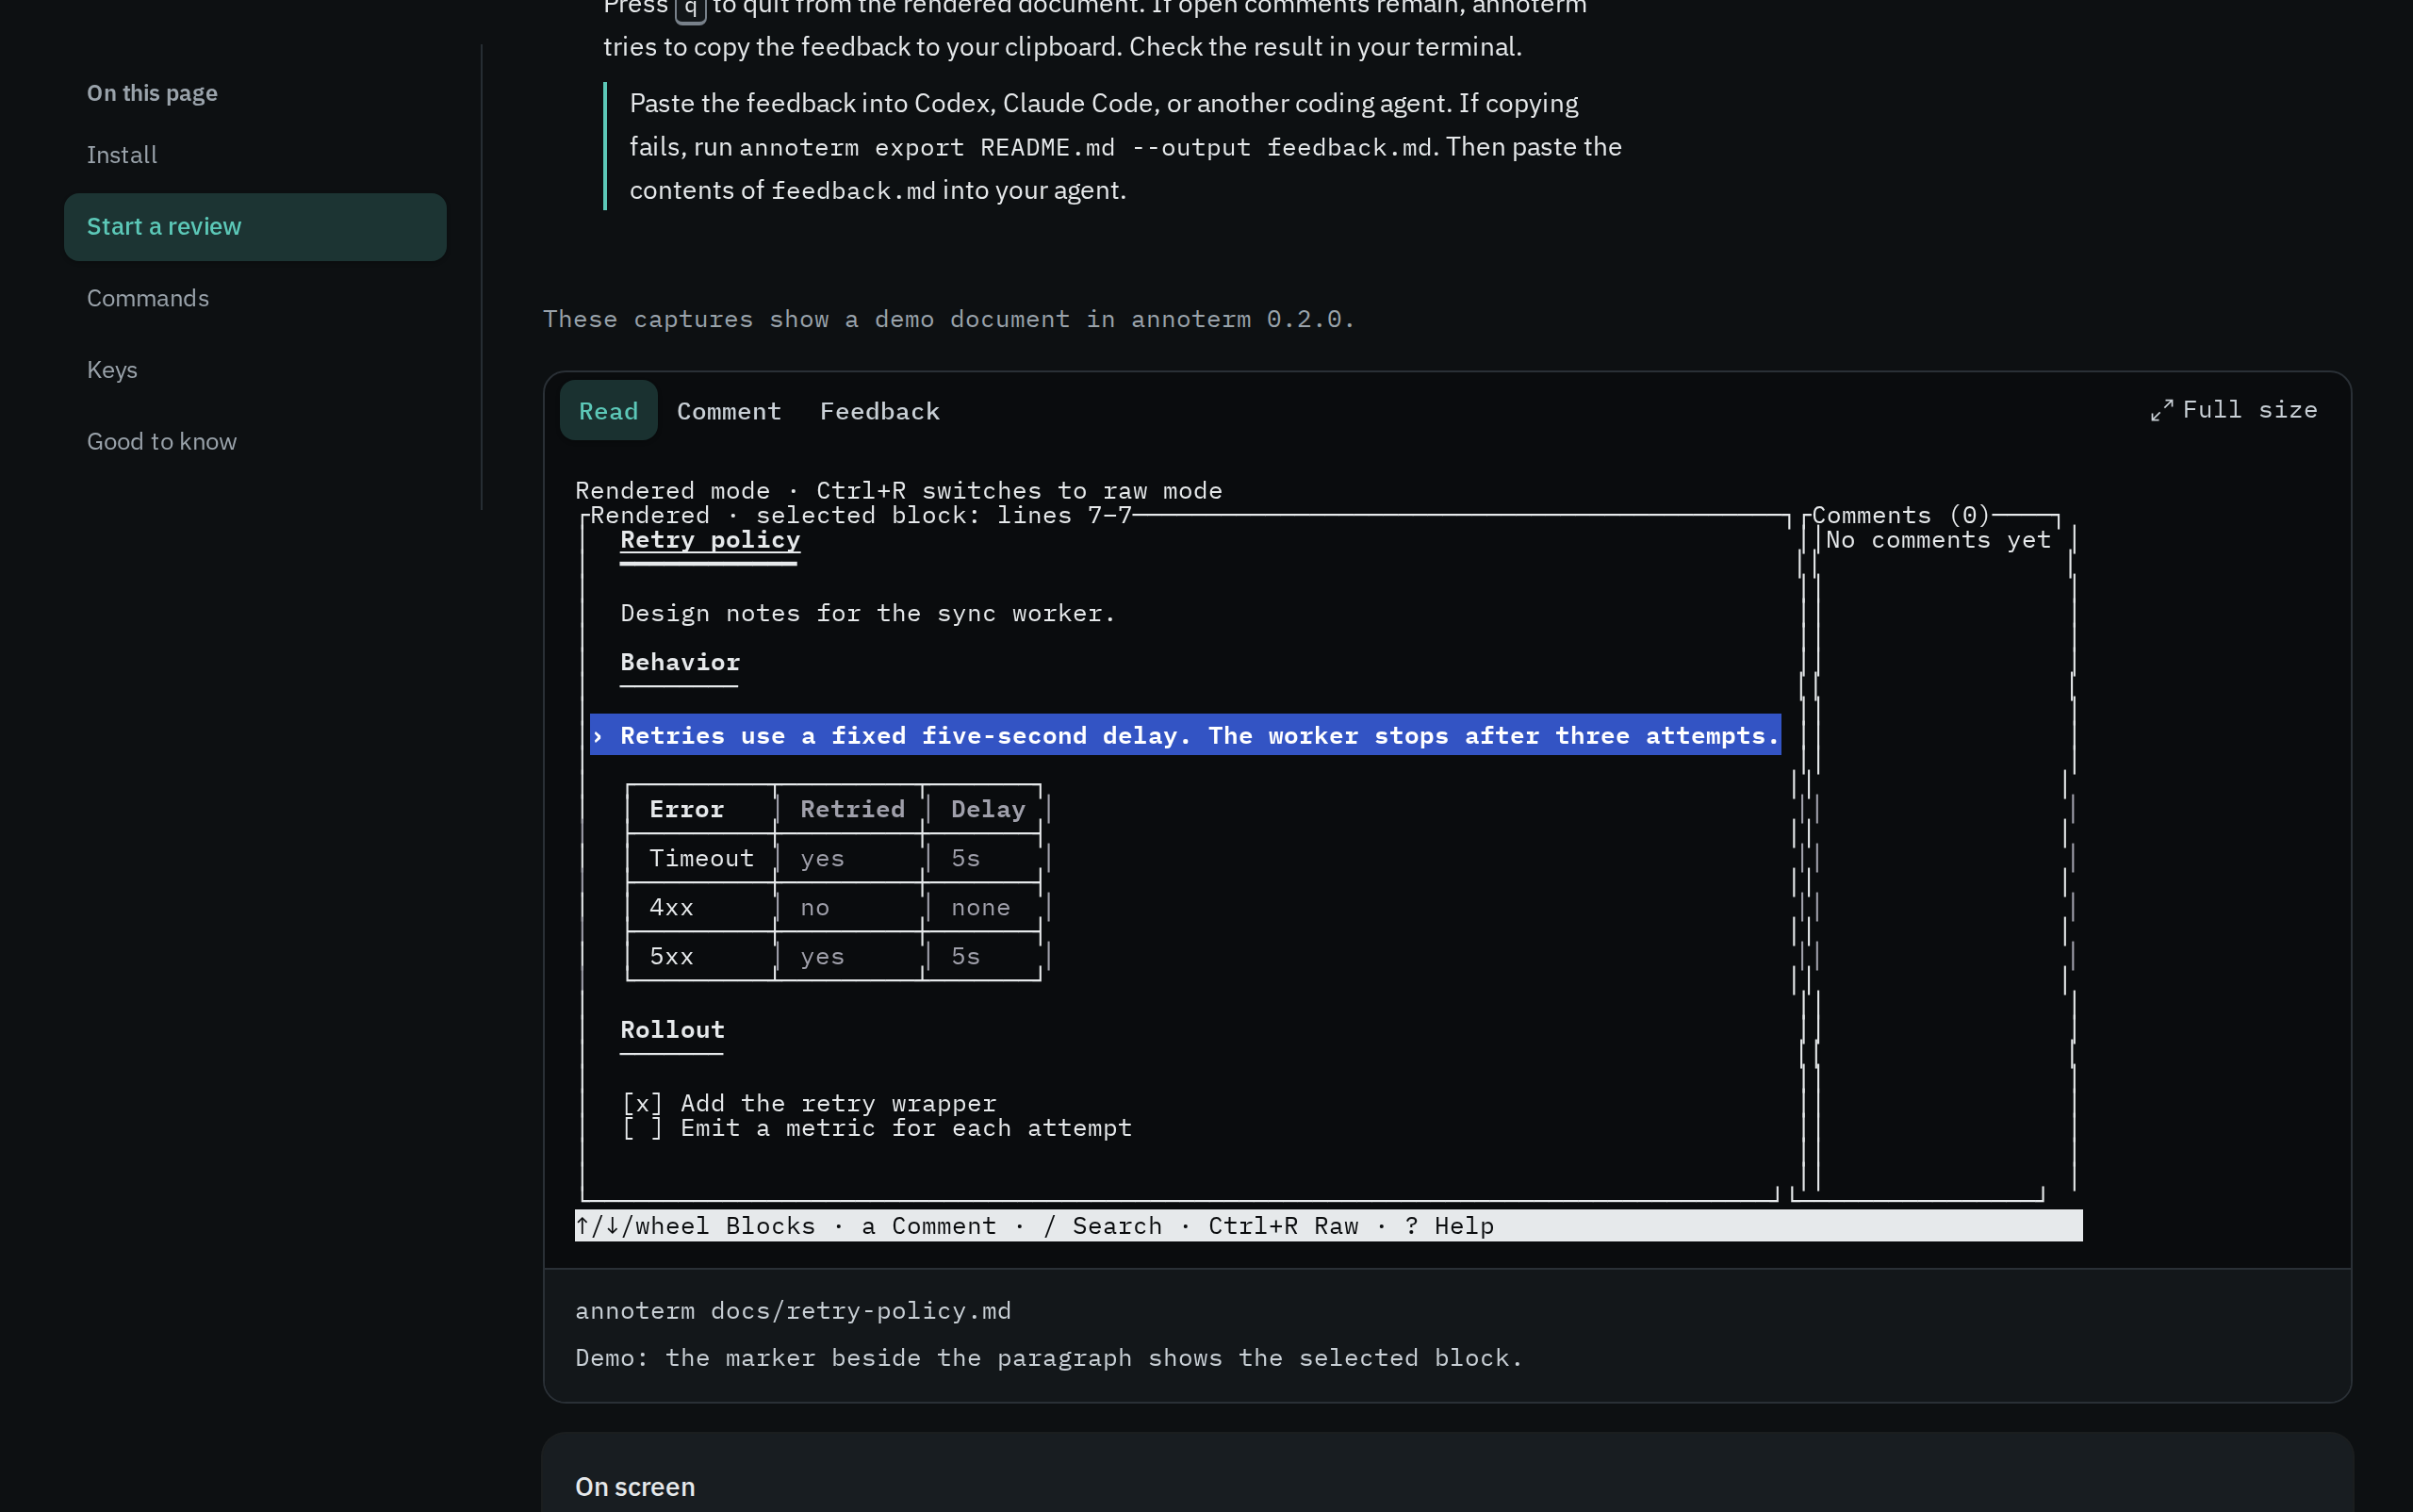 Press q to quit from the rendered document. If open comments remain, annoterm
tries to copy the feedback to your clipboard. Check the result in your terminal.
On this page
Install
Start a review
Commands
Keys
Good to know
Paste the feedback into Codex, Claude Code, or another coding agent. If copying
fails, run annoterm export README.md --output feedback.md. Then paste the
contents of feedback.md into your agent.
These captures show a demo document in annoterm 0.2.0.
Read Comment Feedback Full size
Rendered mode · Ctrl+R switches to raw mode
Rendered · selected block: lines 7–7 Comments (0)
Retry policy No comments yet
Design notes for the sync worker.
Behavior
› Retries use a fixed five-second delay. The worker stops after three attempts.
Error Retried Delay
Timeout yes 5s
4xx no none
5xx yes 5s
Rollout
[x] Add the retry wrapper
[ ] Emit a metric for each attempt
↑/↓/wheel Blocks · a Comment · / Search · Ctrl+R Raw · ? Help
annoterm docs/retry-policy.md
Demo: the marker beside the paragraph shows the selected block.
On screen